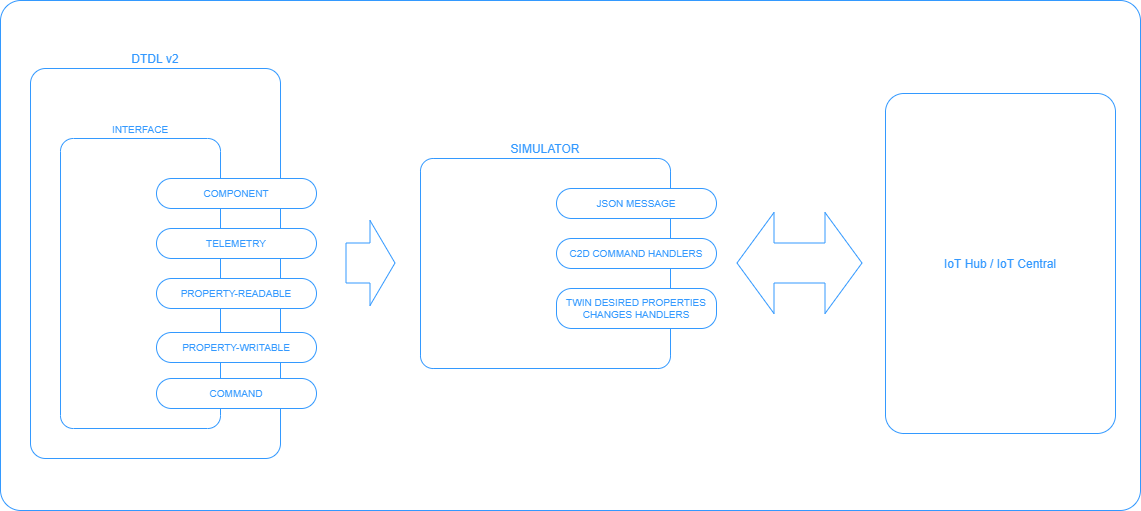 DTDL v2
INTERFACE
COMPONENT
TELEMETRY
PROPERTY-READABLE
PROPERTY-WRITABLE
COMMAND
SIMULATOR
JSON MESSAGE
C2D COMMAND HANDLERS
TWIN DESIRED PROPERTIES
CHANGES HANDLERS
IoT Hub / IoT Central